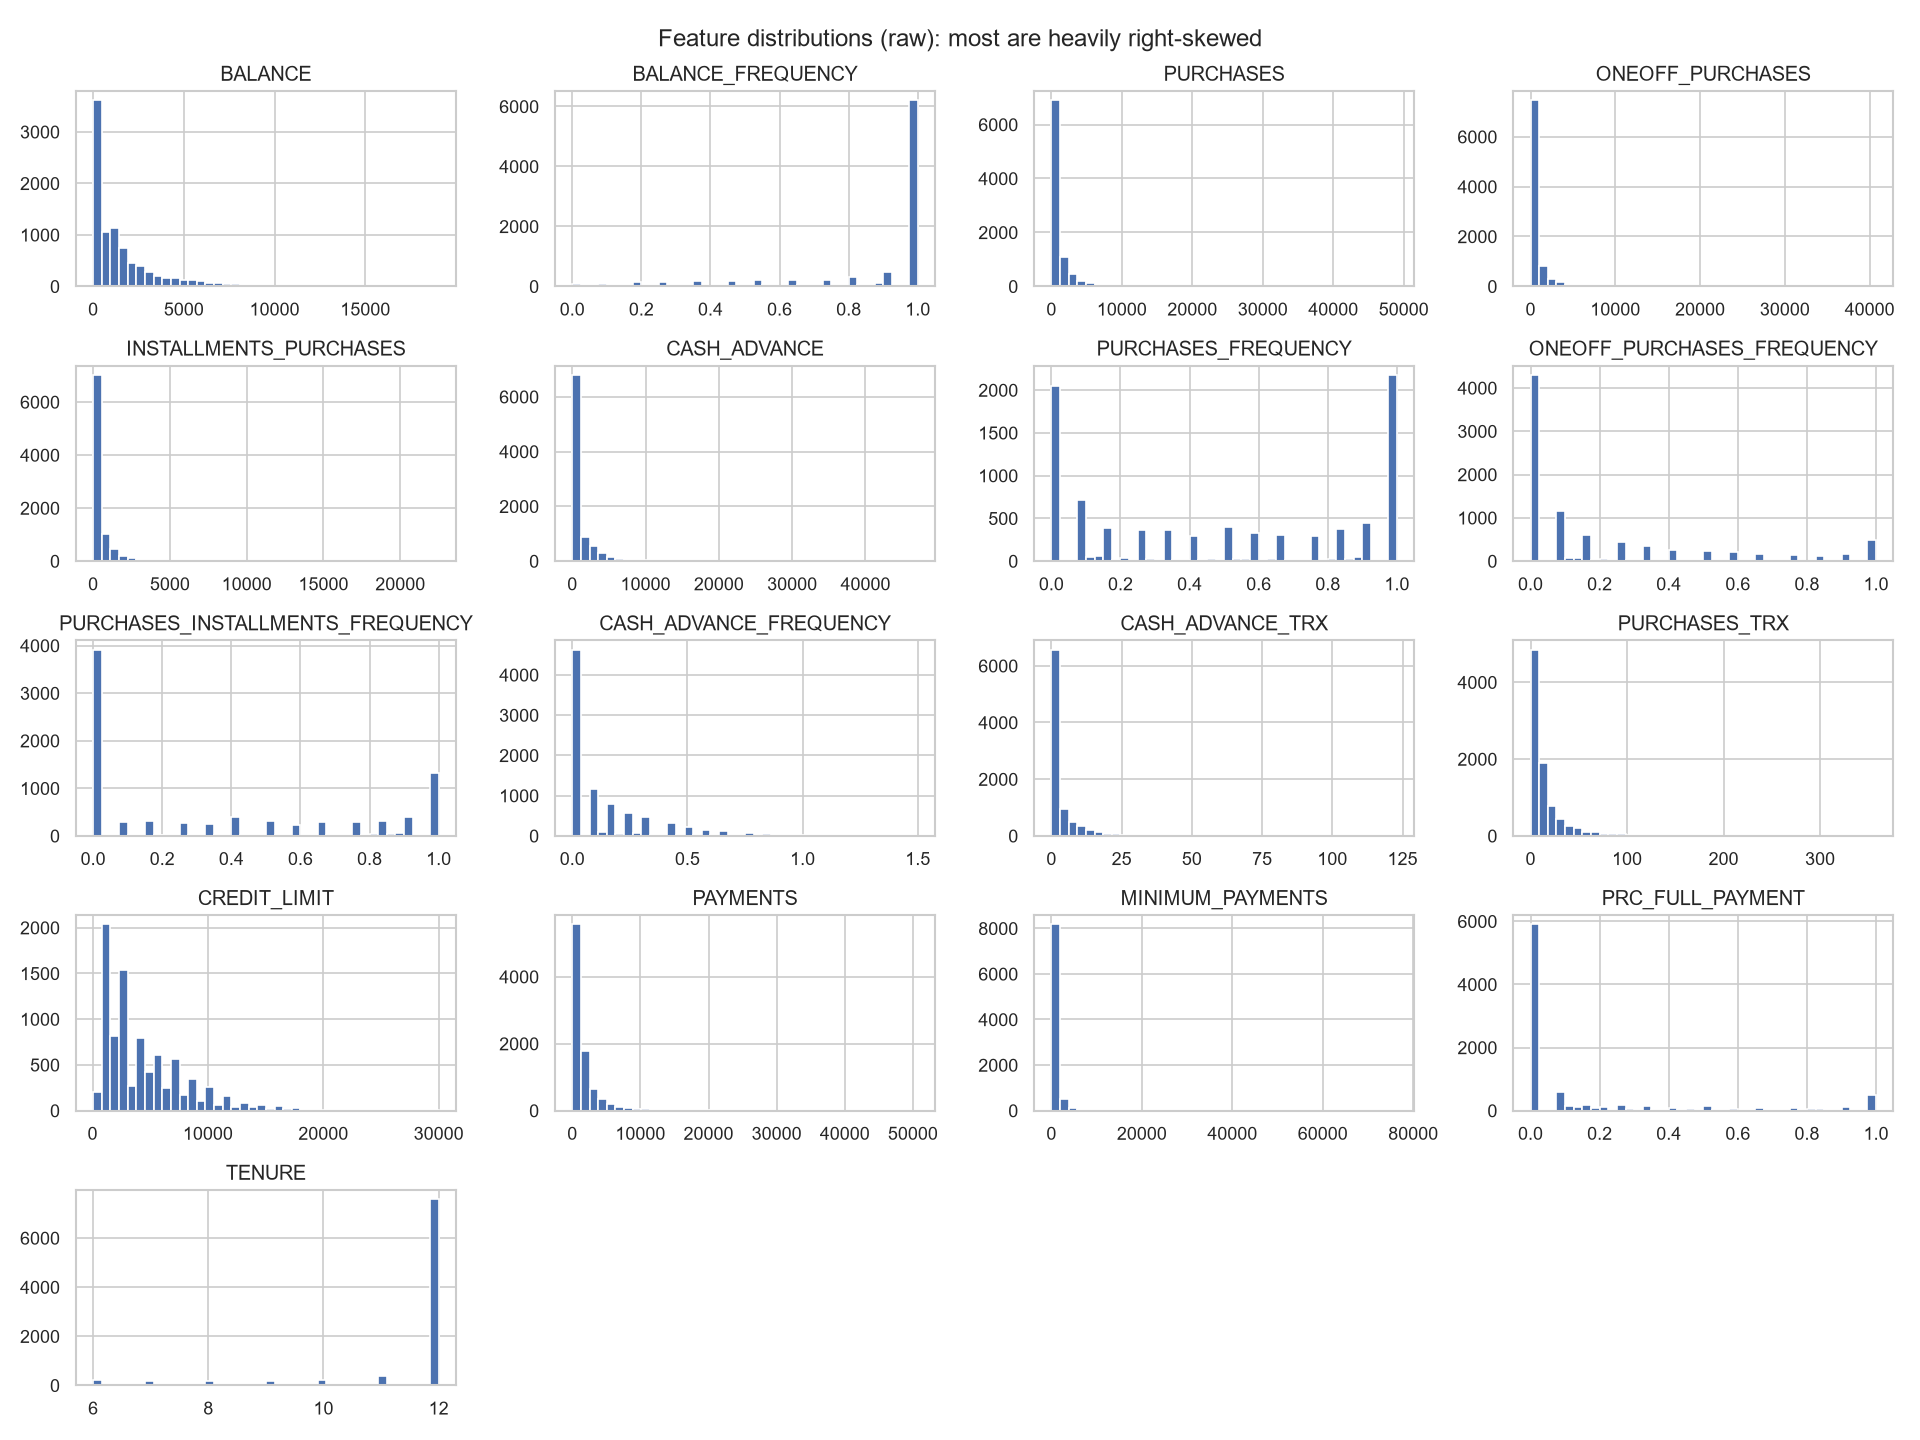 Feature distributions (raw): most are heavily right-skewed
BALANCE
3000
2000
1000
0
0 5000 10000 15000
BALANCE_FREQUENCY
6000
4000
2000
0
0.0 0.2 0.4 0.6 0.8 1.0
PURCHASES
6000
4000
2000
0
0 10000 20000 30000 40000 50000
ONEOFF_PURCHASES
6000
4000
2000
0
0 10000 20000 30000 40000
INSTALLMENTS_PURCHASES
6000
4000
2000
0
0 5000 10000 15000 20000
CASH_ADVANCE
6000
4000
2000
0
0 10000 20000 30000 40000
PURCHASES_FREQUENCY
2000
1500
1000
500
0
0.0 0.2 0.4 0.6 0.8 1.0
ONEOFF_PURCHASES_FREQUENCY
4000
3000
2000
1000
0
0.0 0.2 0.4 0.6 0.8 1.0
PURCHASES_INSTALLMENTS_FREQUENCY
4000
3000
2000
1000
0
0.0 0.2 0.4 0.6 0.8 1.0
CASH_ADVANCE_FREQUENCY
4000
3000
2000
1000
0
0.0 0.5 1.0 1.5
CASH_ADVANCE_TRX
6000
4000
2000
0
0 25 50 75 100 125
PURCHASES_TRX
4000
2000
0
0 100 200 300
CREDIT_LIMIT
2000
1500
1000
500
0
0 10000 20000 30000
PAYMENTS
4000
2000
0
0 10000 20000 30000 40000 50000
MINIMUM_PAYMENTS
8000
6000
4000
2000
0
0 20000 40000 60000 80000
PRC_FULL_PAYMENT
6000
4000
2000
0
0.0 0.2 0.4 0.6 0.8 1.0
TENURE
6000
4000
2000
0
6 8 10 12